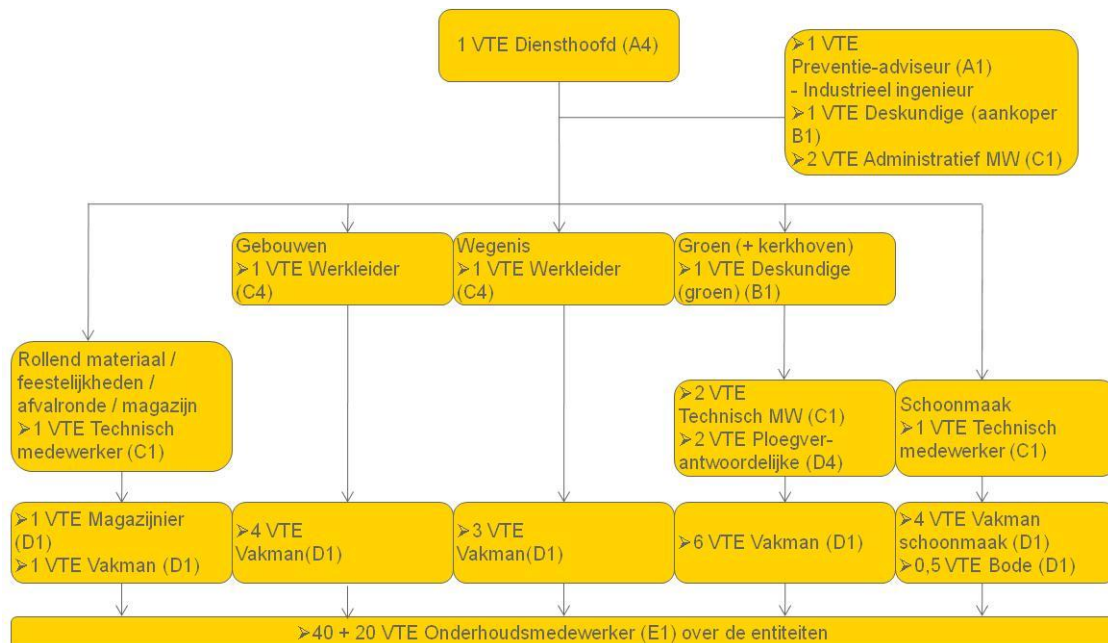 1 VTE Diensthoofd (A4)
➢1 VTE
Preventie-adviseur (A1)
- Industrieel ingenieur
➢1 VTE Deskundige (aankoper
B1)
➢2 VTE Administratief MW (C1)
Gebouwen
➢1 VTE Werkleider
(C4)
Wegenis
➢1 VTE Werkleider
(C4)
Groen (+ kerkhoven)
➢1 VTE Deskundige
(groen) (B1)
Rollend materiaal /
feestelijkheden /
afvalronde / magazijn
➢1 VTE Technisch
medewerker (C1)
➢2 VTE
Technisch MW (C1)
➢2 VTE Ploegver-
antwoordelijke (D4)
Schoonmaak
➢1 VTE Technisch
medewerker (C1)
➢1 VTE Magazijnier
(D1)
➢1 VTE Vakman (D1)
➢4 VTE
Vakman(D1)
➢3 VTE
Vakman(D1)
➢6 VTE Vakman (D1)
➢4 VTE Vakman
schoonmaak (D1)
➢0,5 VTE Bode (D1)
➢40 + 20 VTE Onderhoudsmedewerker (E1) over de entiteiten